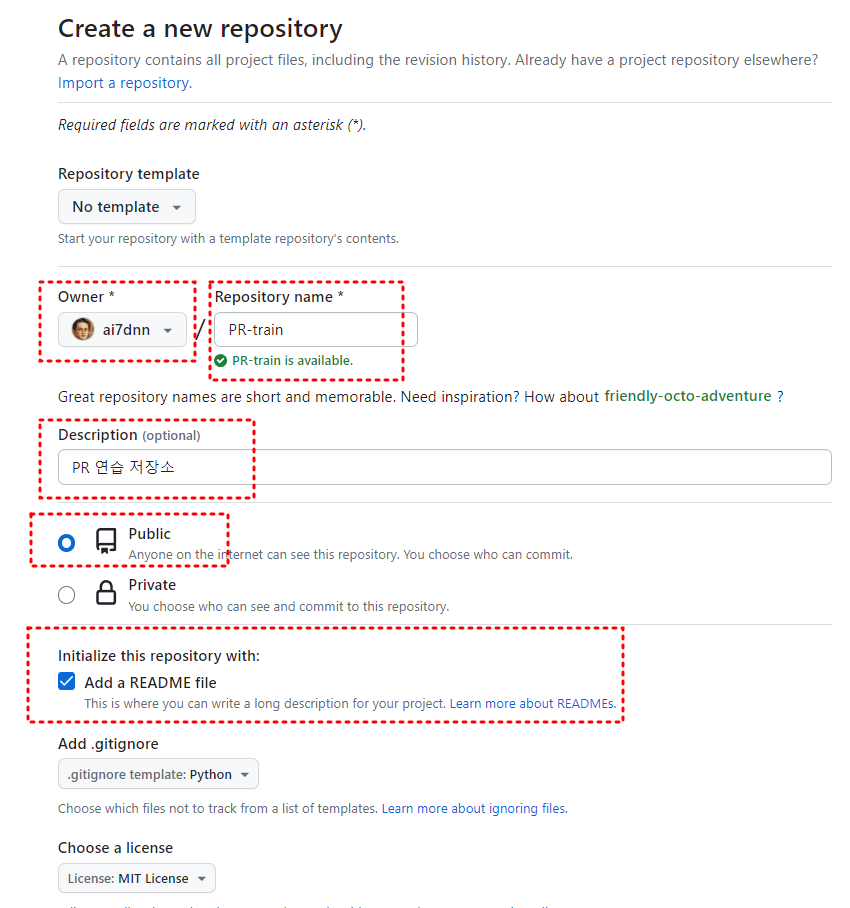 Create a new repository
A repository contains all project files, including the revision history. Already have a project repository elsewhere?
Import a repository.
Required fields are marked with an asterisk (*).
Repository template
No template
Start your repository with a template repository's contents.
Owner *
Repository name *
ai7dnn
/
PR-train
PR-train is available.
Great repository names are short and memorable. Need inspiration? How about friendly-octo-adventure ?
Description (optional)
PR 연습 저장소
Public
Anyone on the internet can see this repository. You choose who can commit.
Private
You choose who can see and commit to this repository.
Initialize this repository with:
Add a README file
This is where you can write a long description for your project. Learn more about READMEs.
Add .gitignore
.gitignore template: Python
Choose which files not to track from a list of templates. Learn more about ignoring files.
Choose a license
License: MIT License